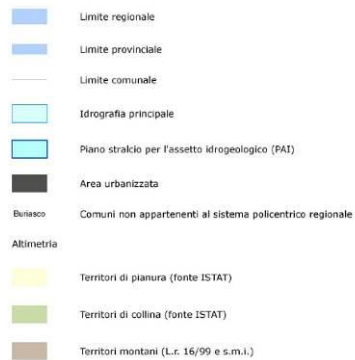 Limite regionale
Limite provinciale
Limite comunale
Idrografia principale
Piano stralcio per l'assetto idrogeologico (PAI)
Area urbanizzata
Buriasco Comuni non appartenenti al sistema policentrico regionale
Altimetria
Territori di pianura (fonte ISTAT)
Territori di collina (fonte ISTAT)
Territori montani (L.r. 16/99 e s.m.i.)